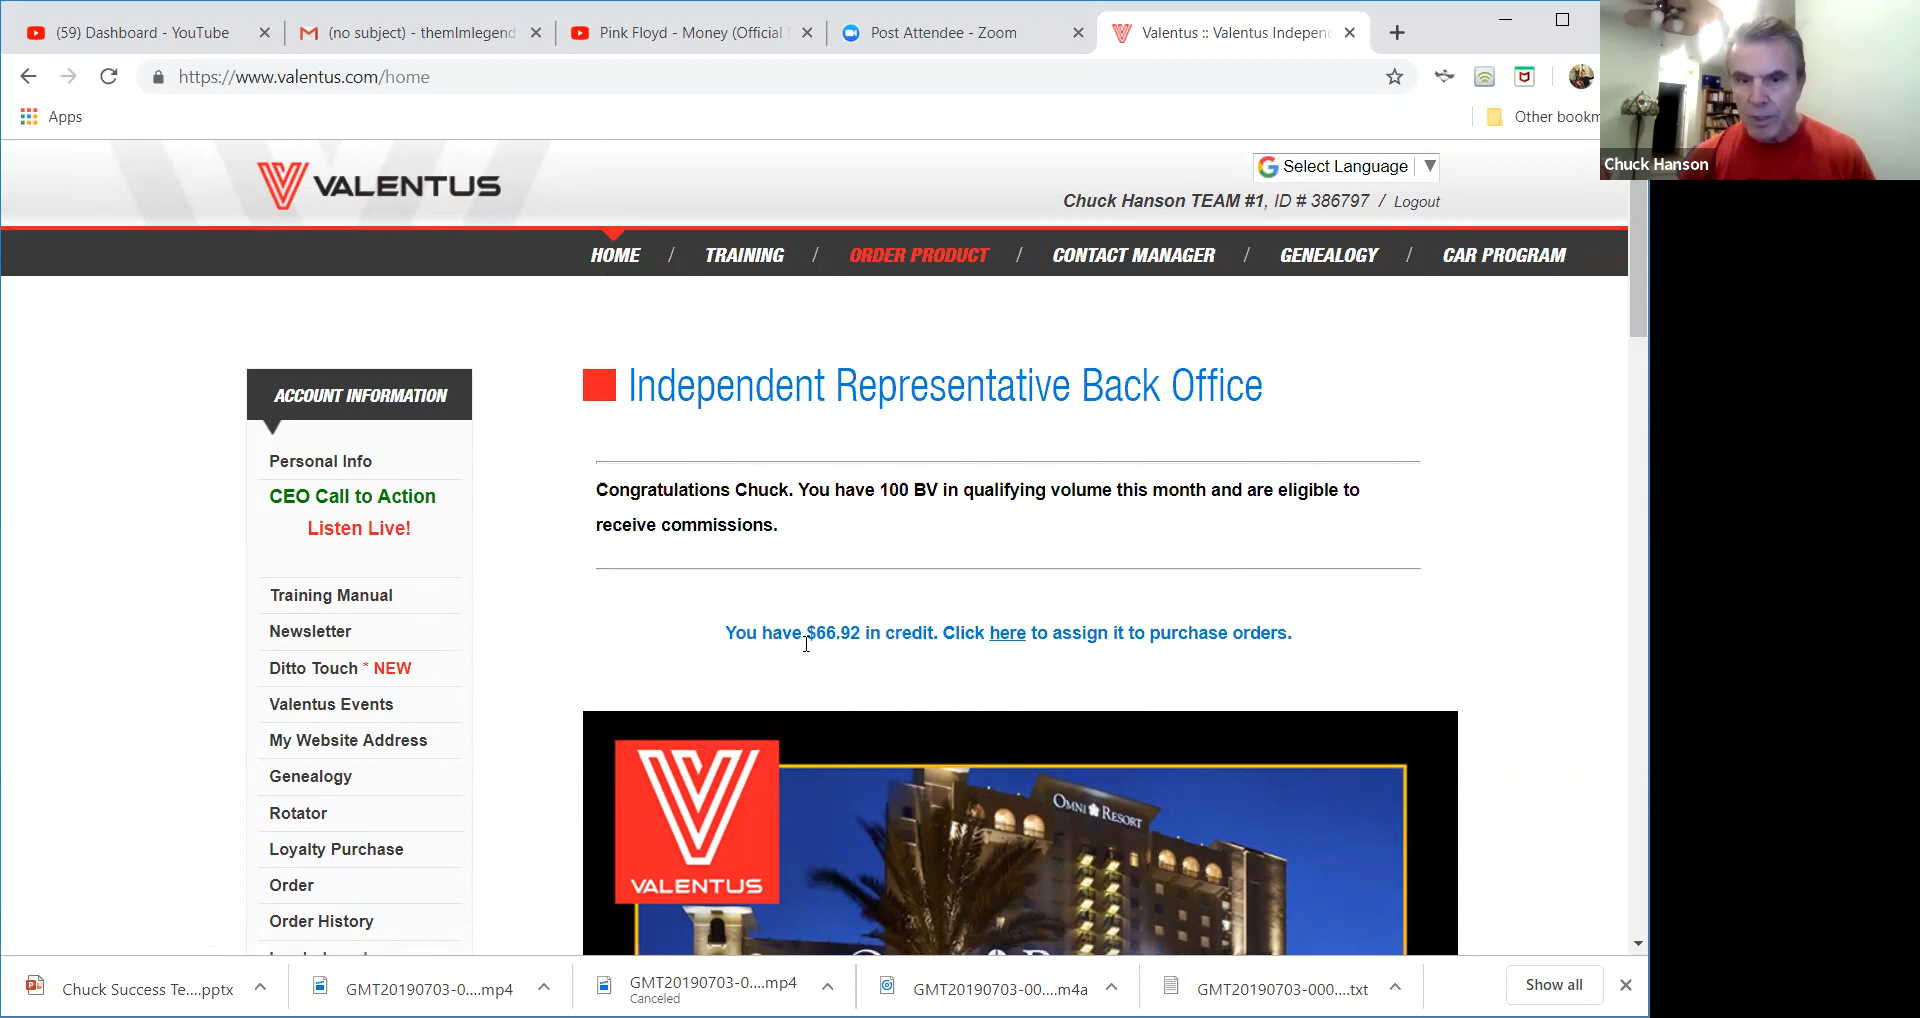 (59) Dashboard - YouTube
(no subject) - themlmlegend
Pink Floyd - Money (Official
Post Attendee - Zoom
Valentus :: Valentus Indepen
https://www.valentus.com/home
Apps
Other bookm
Chuck Hanson
VALENTUS
Select Language
Chuck Hanson TEAM #1, ID # 386797 / Logout
HOME / TRAINING / ORDER PRODUCT / CONTACT MANAGER / GENEALOGY / CAR PROGRAM
Independent Representative Back Office
ACCOUNT INFORMATION
Personal Info
CEO Call to Action
Listen Live!
Training Manual
Newsletter
Ditto Touch * NEW
Valentus Events
My Website Address
Genealogy
Rotator
Loyalty Purchase
Order
Order History
Congratulations Chuck. You have 100 BV in qualifying volume this month and are eligible to
receive commissions.
You have $66.92 in credit. Click here to assign it to purchase orders.
OMNI RESORT
VALENTUS
Chuck Success Te....pptx
GMT20190703-0....mp4
GMT20190703-0....mp4
Canceled
GMT20190703-00....m4a
GMT20190703-000....txt
Show all